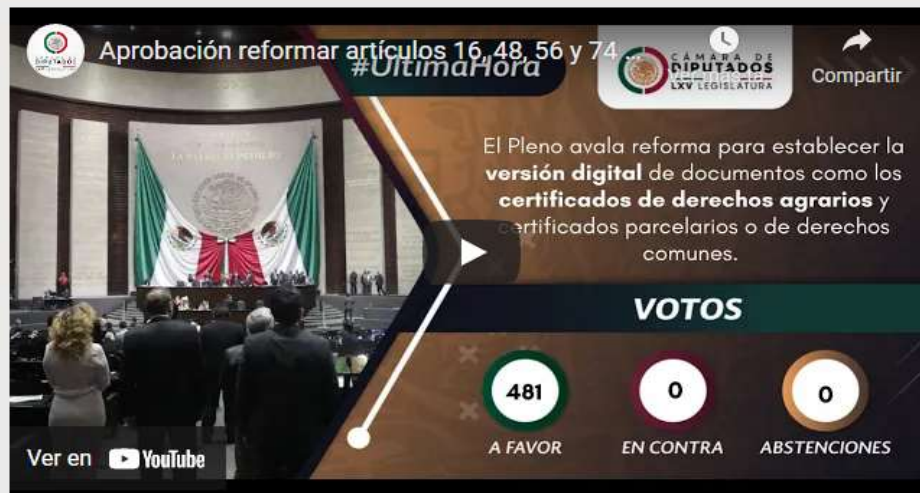 Aprobación reformar artículos 16, 48, 56 y 74 ...
#ÚltimaHora
CÁMARA DE
DIPUTADOS
LXV LEGISLATURA
Compartir
El Pleno avala reforma para establecer la
versión digital de documentos como los
certificados de derechos agrarios y
certificados parcelarios o de derechos
comunes.
VOTOS
481
0
0
A FAVOR
EN CONTRA
ABSTENCIONES
Ver en YouTube